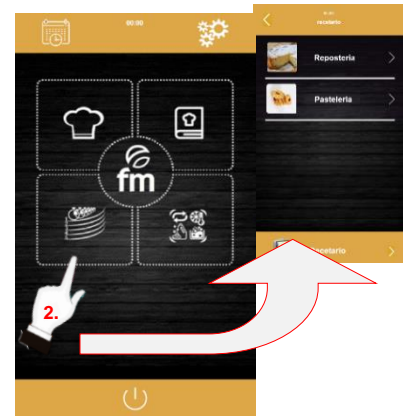 00:00
fm
2.
recetario
Reposteria
Pasteleria
Recetario